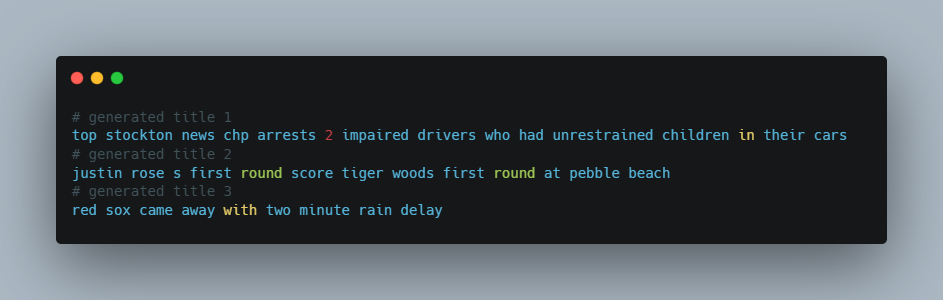 # generated title 1
top stockton news chp arrests 2 impaired drivers who had unrestrained children in their cars
# generated title 2
justin rose s first round score tiger woods first round at pebble beach
# generated title 3
red sox came away with two minute rain delay